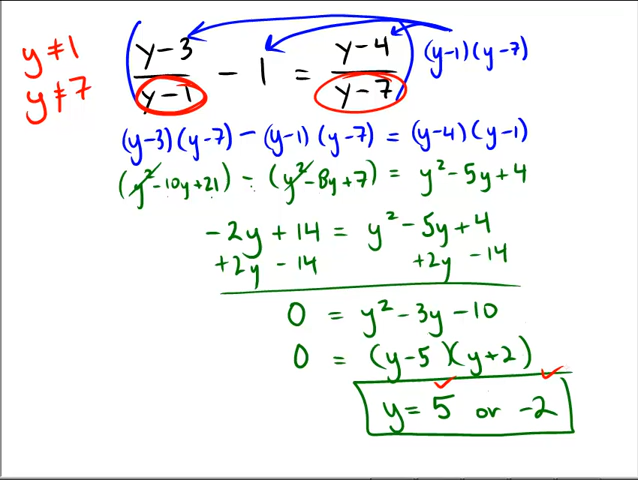 y≠1
y≠7
(y-3/y-1 - 1 = y-4/y-7) (y-1)(y-7)
(y-3)(y-7) - (y-1)(y-7) = (y-4)(y-1)
(y²-10y+21) - (y²-8y+7) = y²-5y+4
-2y+14 = y²-5y+4
+2y -14 +2y -14
0 = y²-3y-10
0 = (y-5)(y+2)
y= 5 or -2